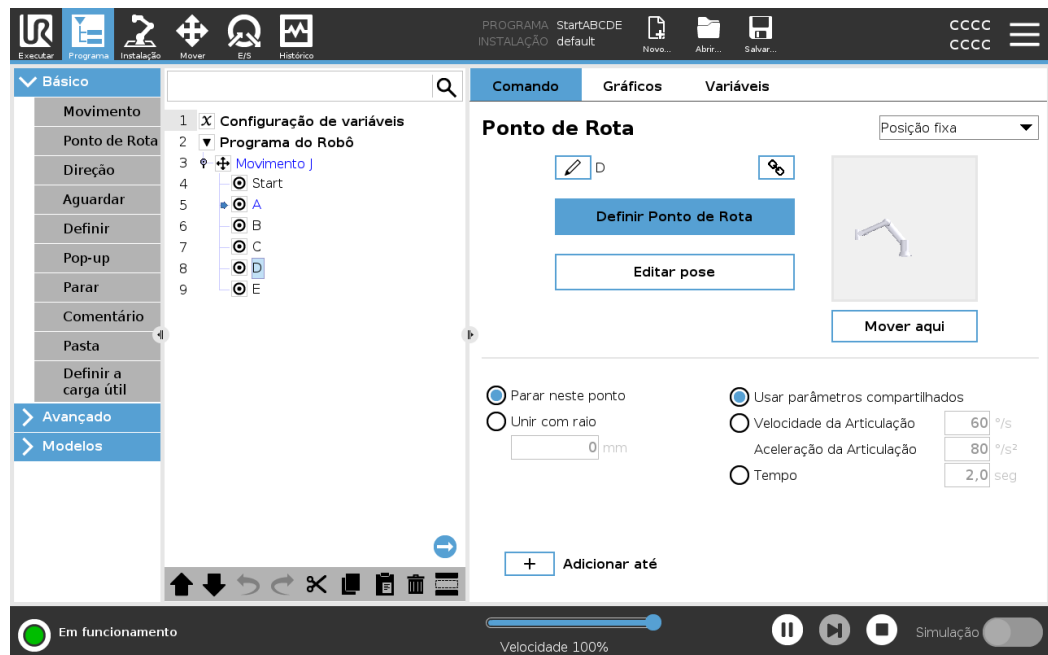 PROGRAMA StartABCDE
INSTALAÇÃO default
Executar
Programa
Instalação
Mover
E/S
Histórico
Novo...
Abrir...
Salvar...
CCCC
CCCC
Básico
Movimento
Ponto de Rota
Direção
Aguardar
Definir
Pop-up
Parar
Comentário
Pasta
Definir a
carga útil
Avançado
Modelos
1 X Configuração de variáveis
2 Programa do Robô
3 Movimento J
4 Start
5 A
6 B
7 C
8 D
9 E
Comando Gráficos Variáveis
Ponto de Rota
Posição fixa
D
Definir Ponto de Rota
Editar pose
Mover aqui
Parar neste ponto
Unir com raio
0 mm
Usar parâmetros compartilhados
Velocidade da Articulação 60 °/s
Aceleração da Articulação 80 °/s²
Tempo 2,0 seg
+ Adicionar até
Em funcionamento
Velocidade 100%
Simulação